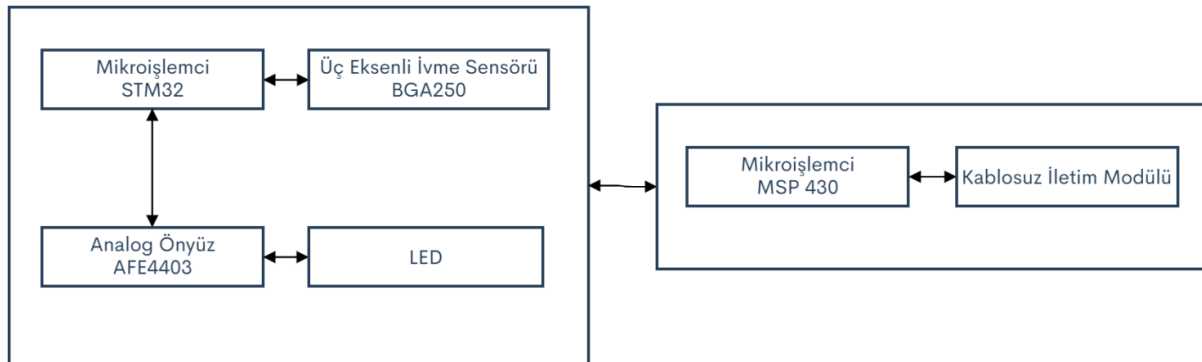 Mikroişlemci
STM32
Üç Eksenli İvme Sensörü
BGA250
Analog Önyüz
AFE4403
LED
Mikroişlemci
MSP 430
Kablosuz İletim Modülü